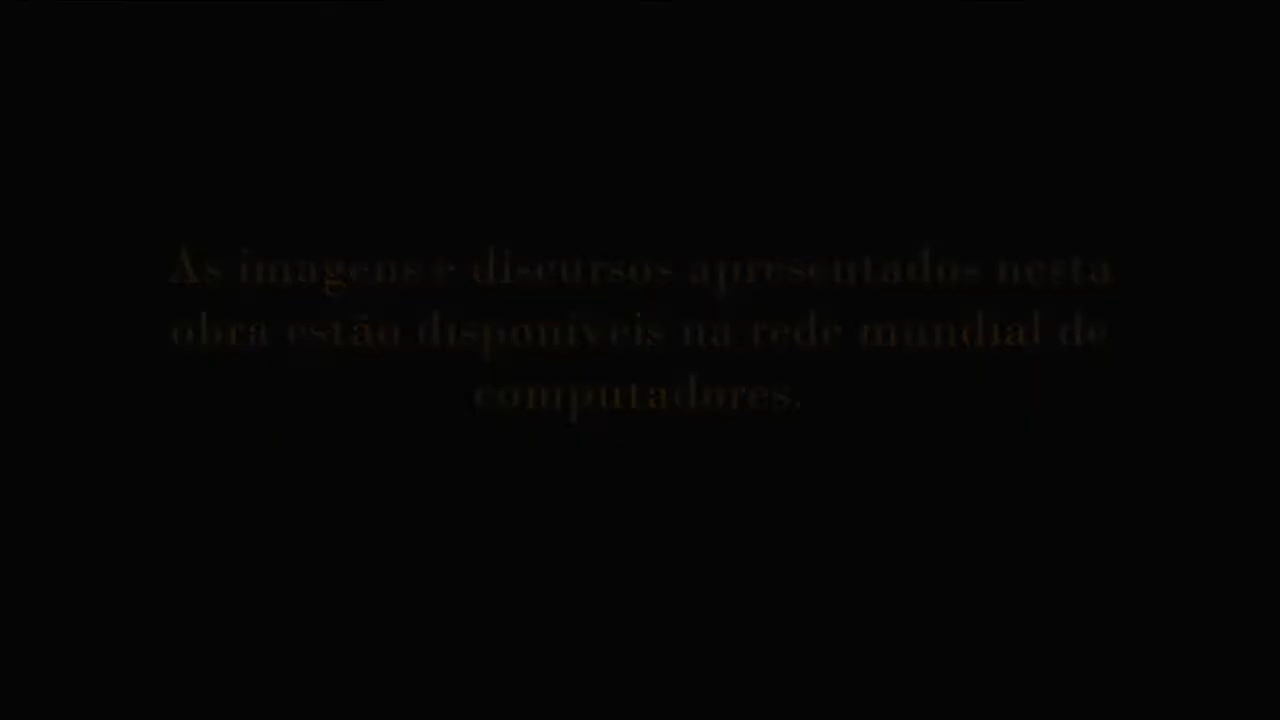 As imagens e discursos apresentados nesta
obra estão disponíveis na rede mundial de
computadores.